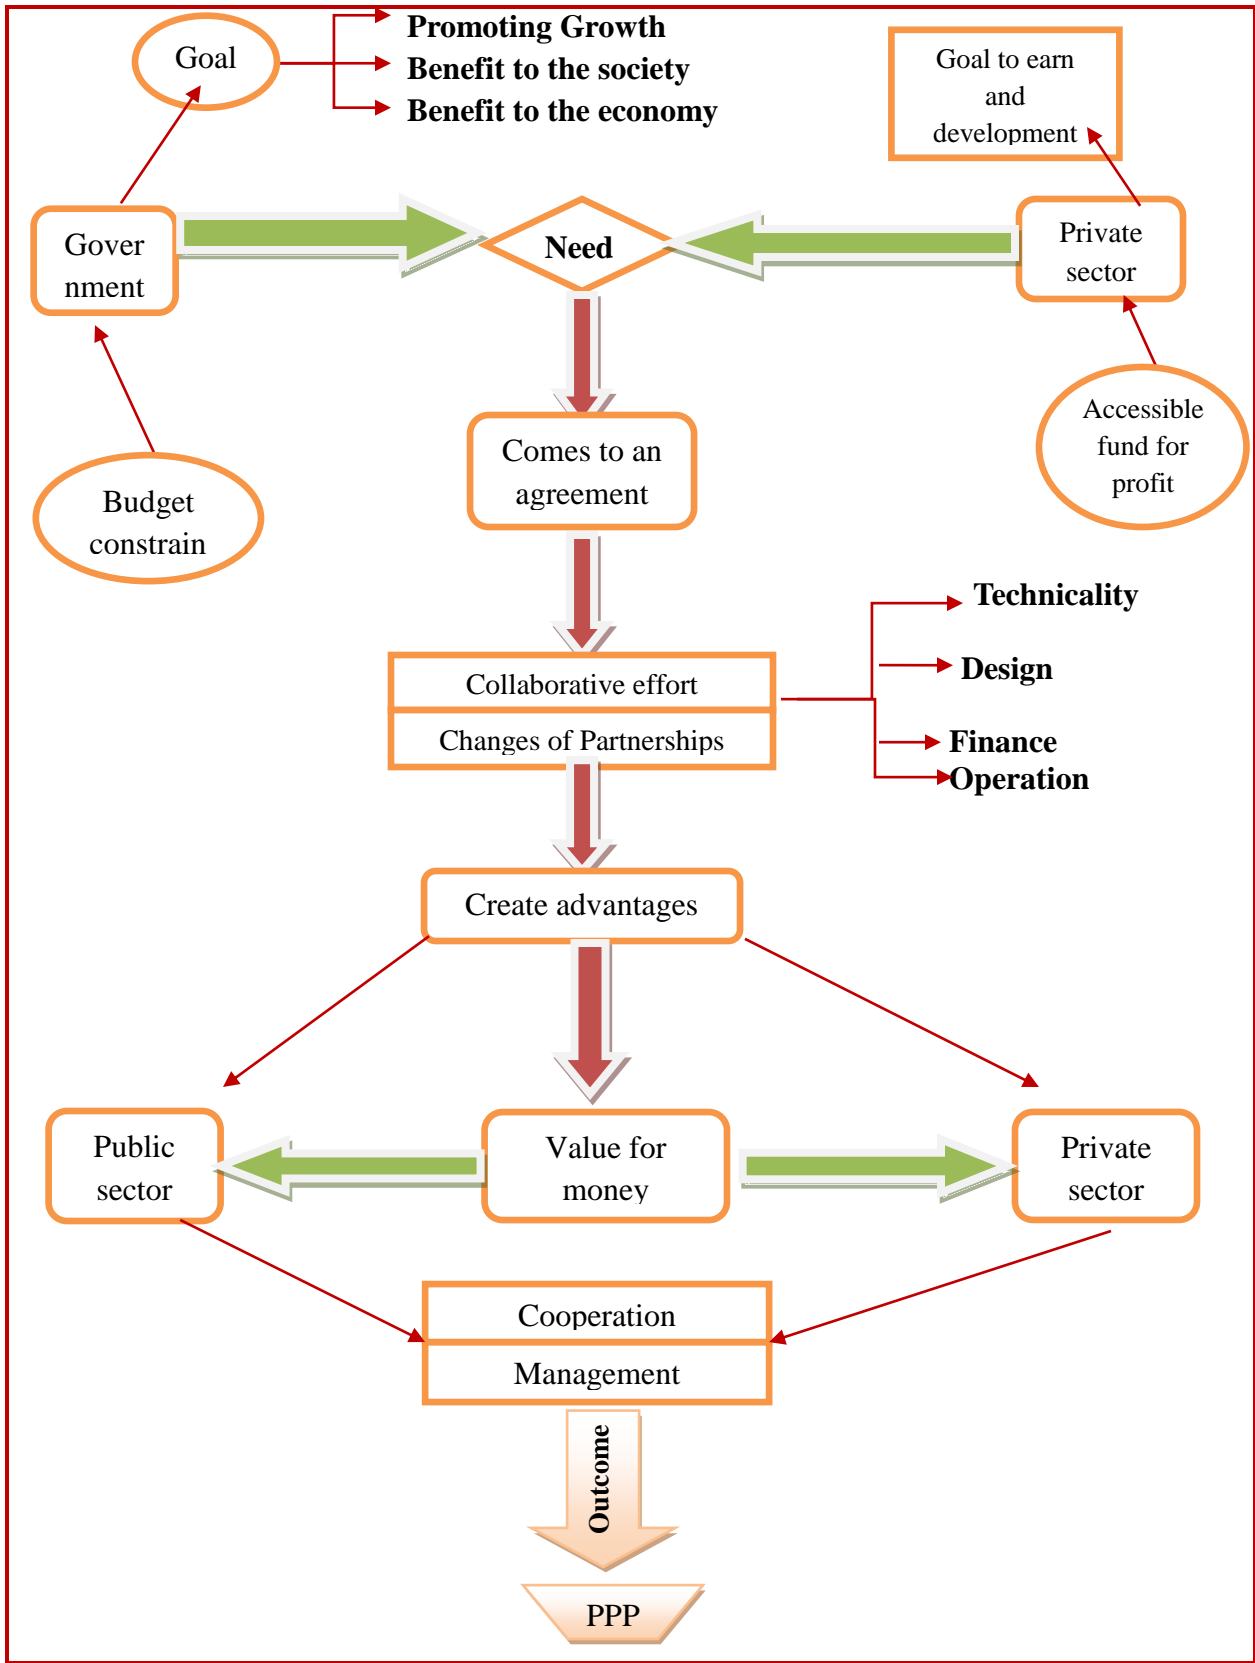 Goal
Promoting Growth
Benefit to the society
Benefit to the economy
Goal to earn
and
development
Gover
nment
Need
Private
sector
Budget
constrain
Comes to an
agreement
Accessible
fund for
profit
Collaborative effort
Changes of Partnerships
Technicality
Design
Finance
Operation
Create advantages
Public
sector
Value for
money
Private
sector
Cooperation
Management
Outcome
PPP